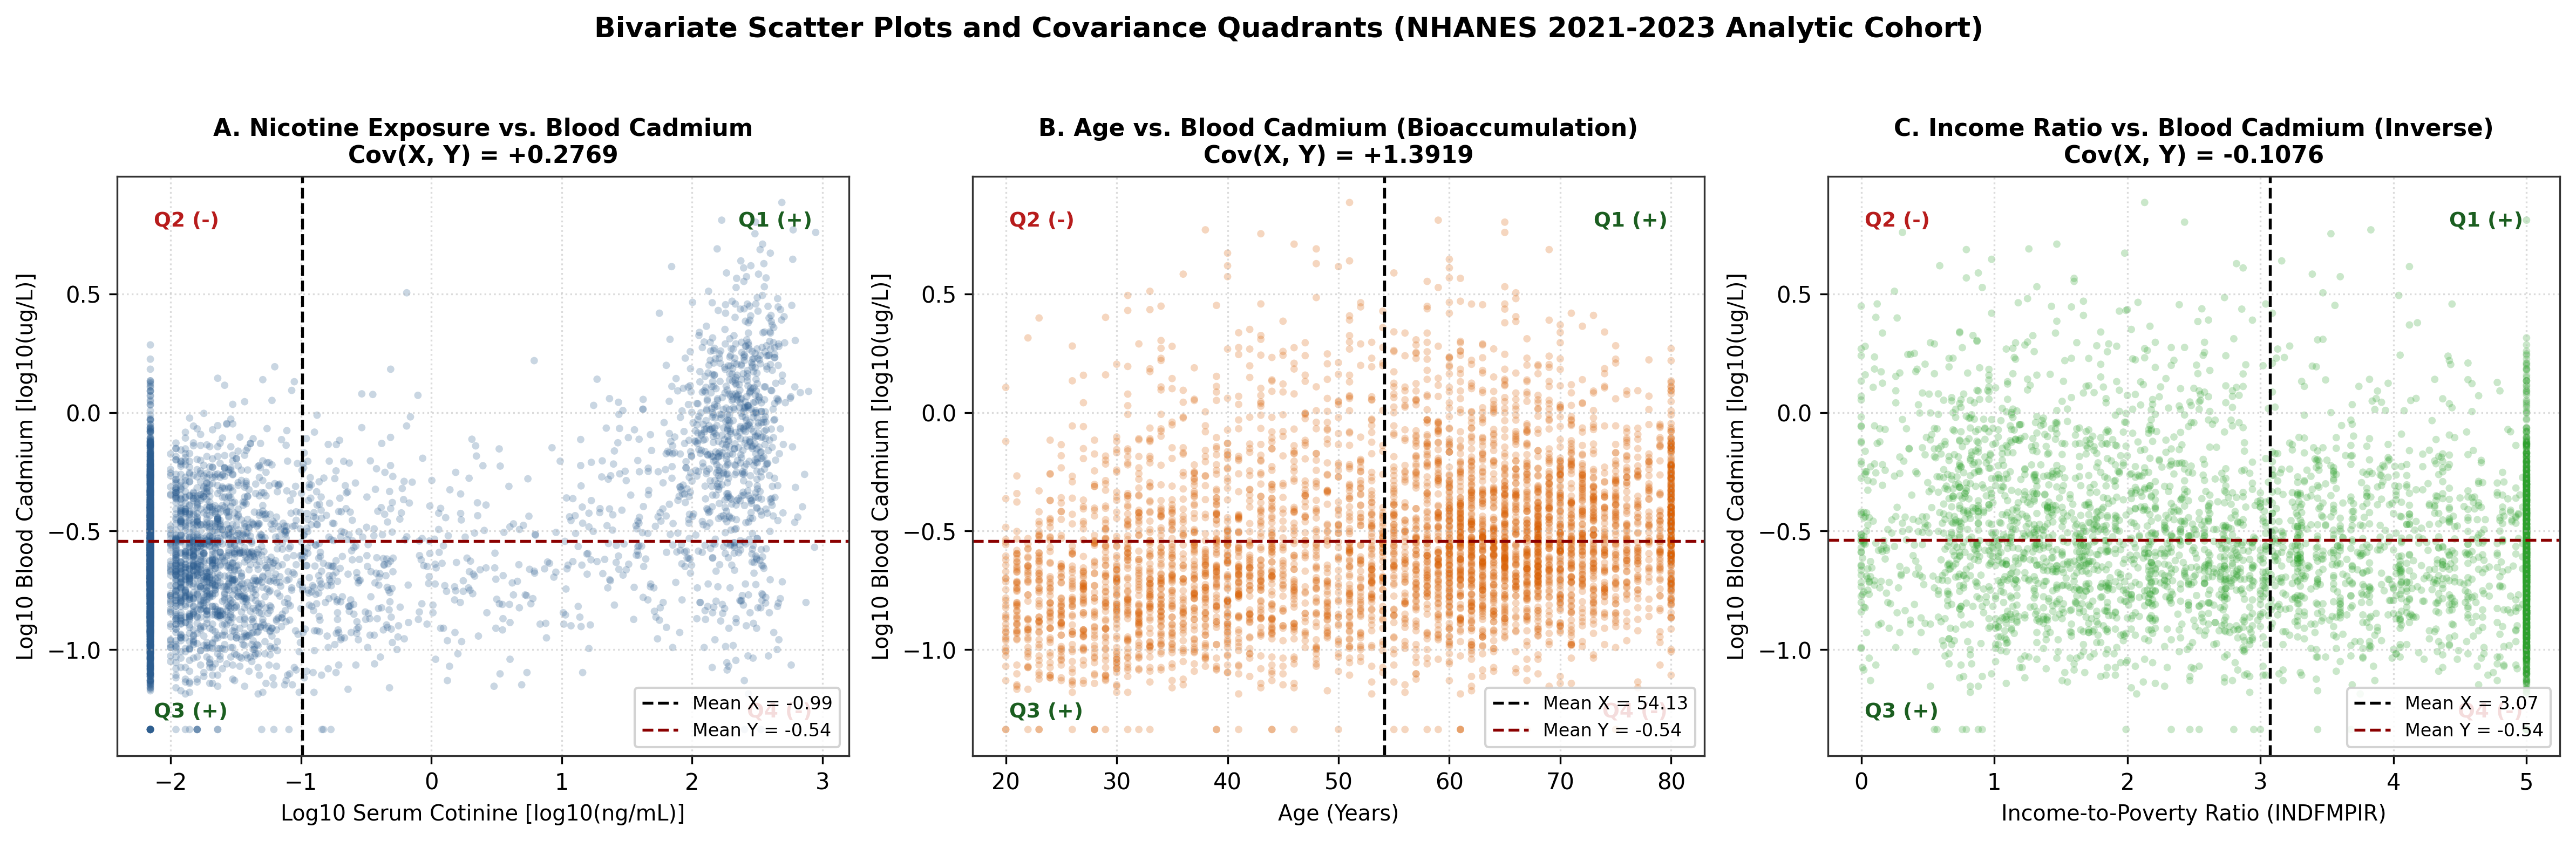 Bivariate Scatter Plots and Covariance Quadrants (NHANES 2021-2023 Analytic Cohort)
A. Nicotine Exposure vs. Blood Cadmium
Cov(X, Y) = +0.2769
Log10 Blood Cadmium [log10(ug/L)]
0.5
0.0
−0.5
−1.0
Q2 (-)
Q1 (+)
Q3 (+)
Q4 (-)
Mean X = -0.99
Mean Y = -0.54
−2
−1
0
1
2
3
Log10 Serum Cotinine [log10(ng/mL)]
B. Age vs. Blood Cadmium (Bioaccumulation)
Cov(X, Y) = +1.3919
Log10 Blood Cadmium [log10(ug/L)]
0.5
0.0
−0.5
−1.0
Q2 (-)
Q1 (+)
Q3 (+)
Q4 (-)
Mean X = 54.13
Mean Y = -0.54
20
30
40
50
60
70
80
Age (Years)
C. Income Ratio vs. Blood Cadmium (Inverse)
Cov(X, Y) = -0.1076
Log10 Blood Cadmium [log10(ug/L)]
0.5
0.0
−0.5
−1.0
Q2 (-)
Q1 (+)
Q3 (+)
Q4 (-)
Mean X = 3.07
Mean Y = -0.54
0
1
2
3
4
5
Income-to-Poverty Ratio (INDFMPIR)